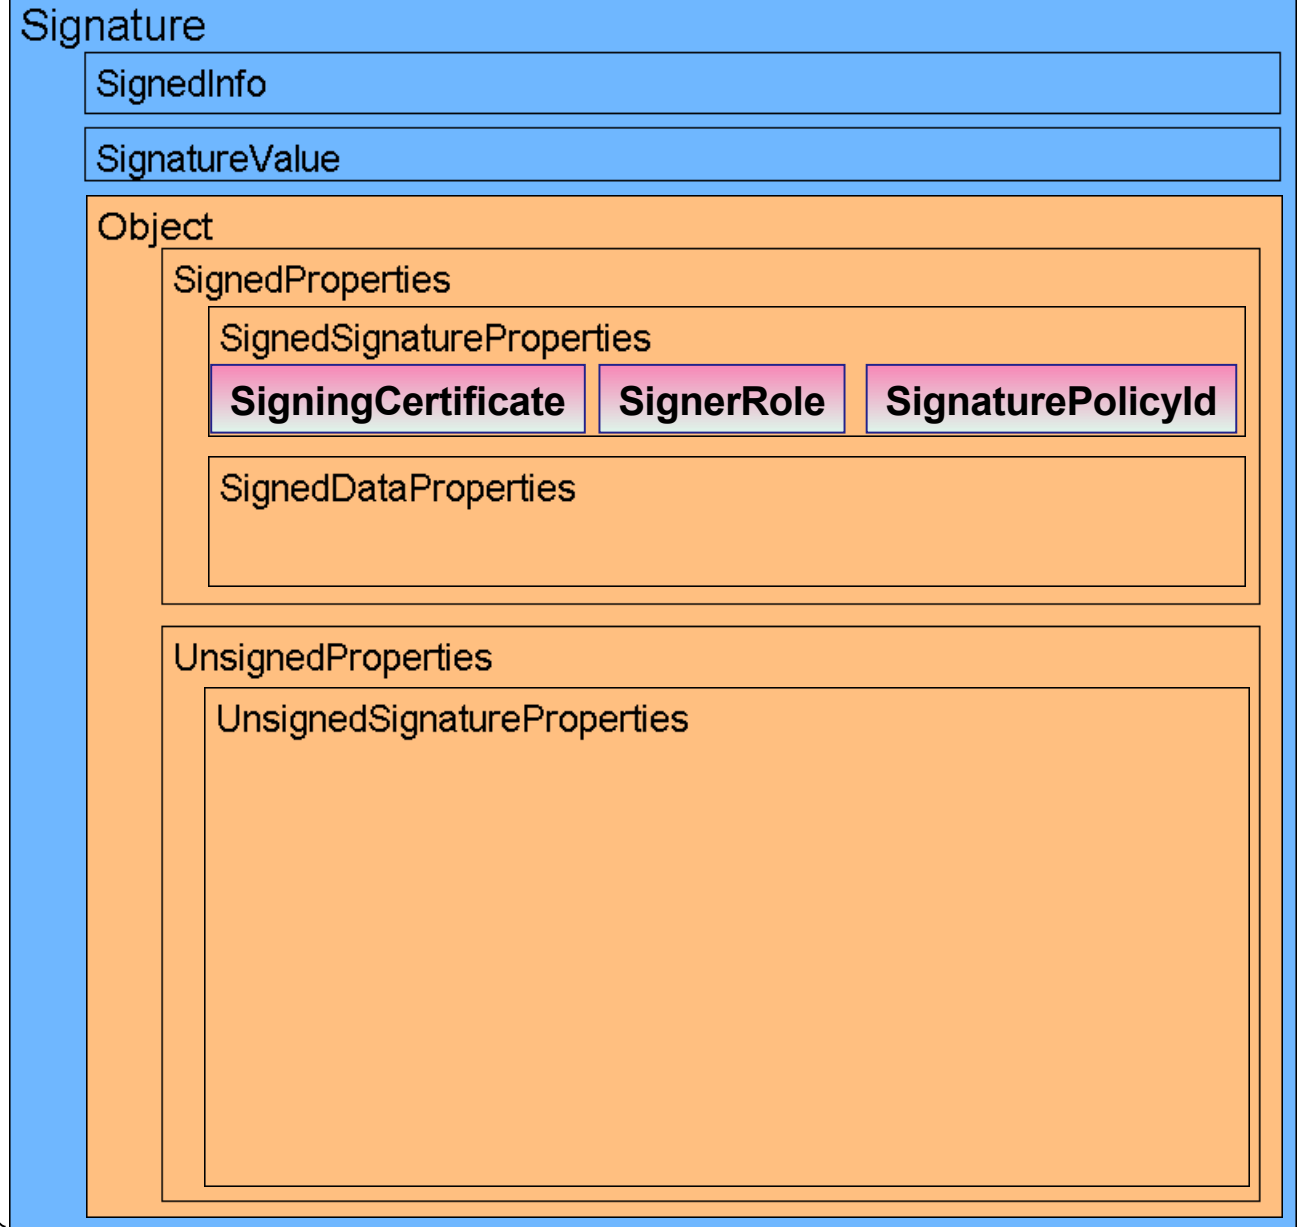 Signature
SignedInfo
SignatureValue
Object
SignedProperties
SignedSignatureProperties
SigningCertificate SignerRole SignaturePolicyId
SignedDataProperties
UnsignedProperties
UnsignedSignatureProperties